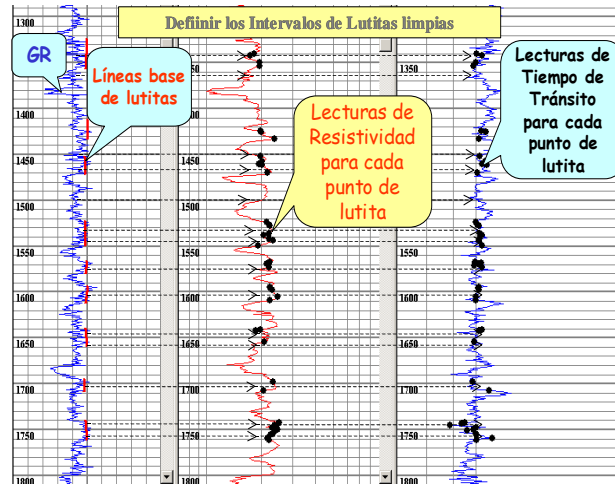 Defiinir los Intervalos de Lutitas limpias
GR
Líneas base
de lutitas
Lecturas de
Resistividad
para cada
punto de
lutita
Lecturas de
Tiempo de
Tránsito
para cada
punto de
lutita
1300
1350
1400
1450
1500
1550
1600
1650
1700
1750
1800
1350
1400
1450
1500
1550
1600
1650
1700
1750
1800
1350
1400
1450
1500
1550
1600
1650
1700
1750
1800